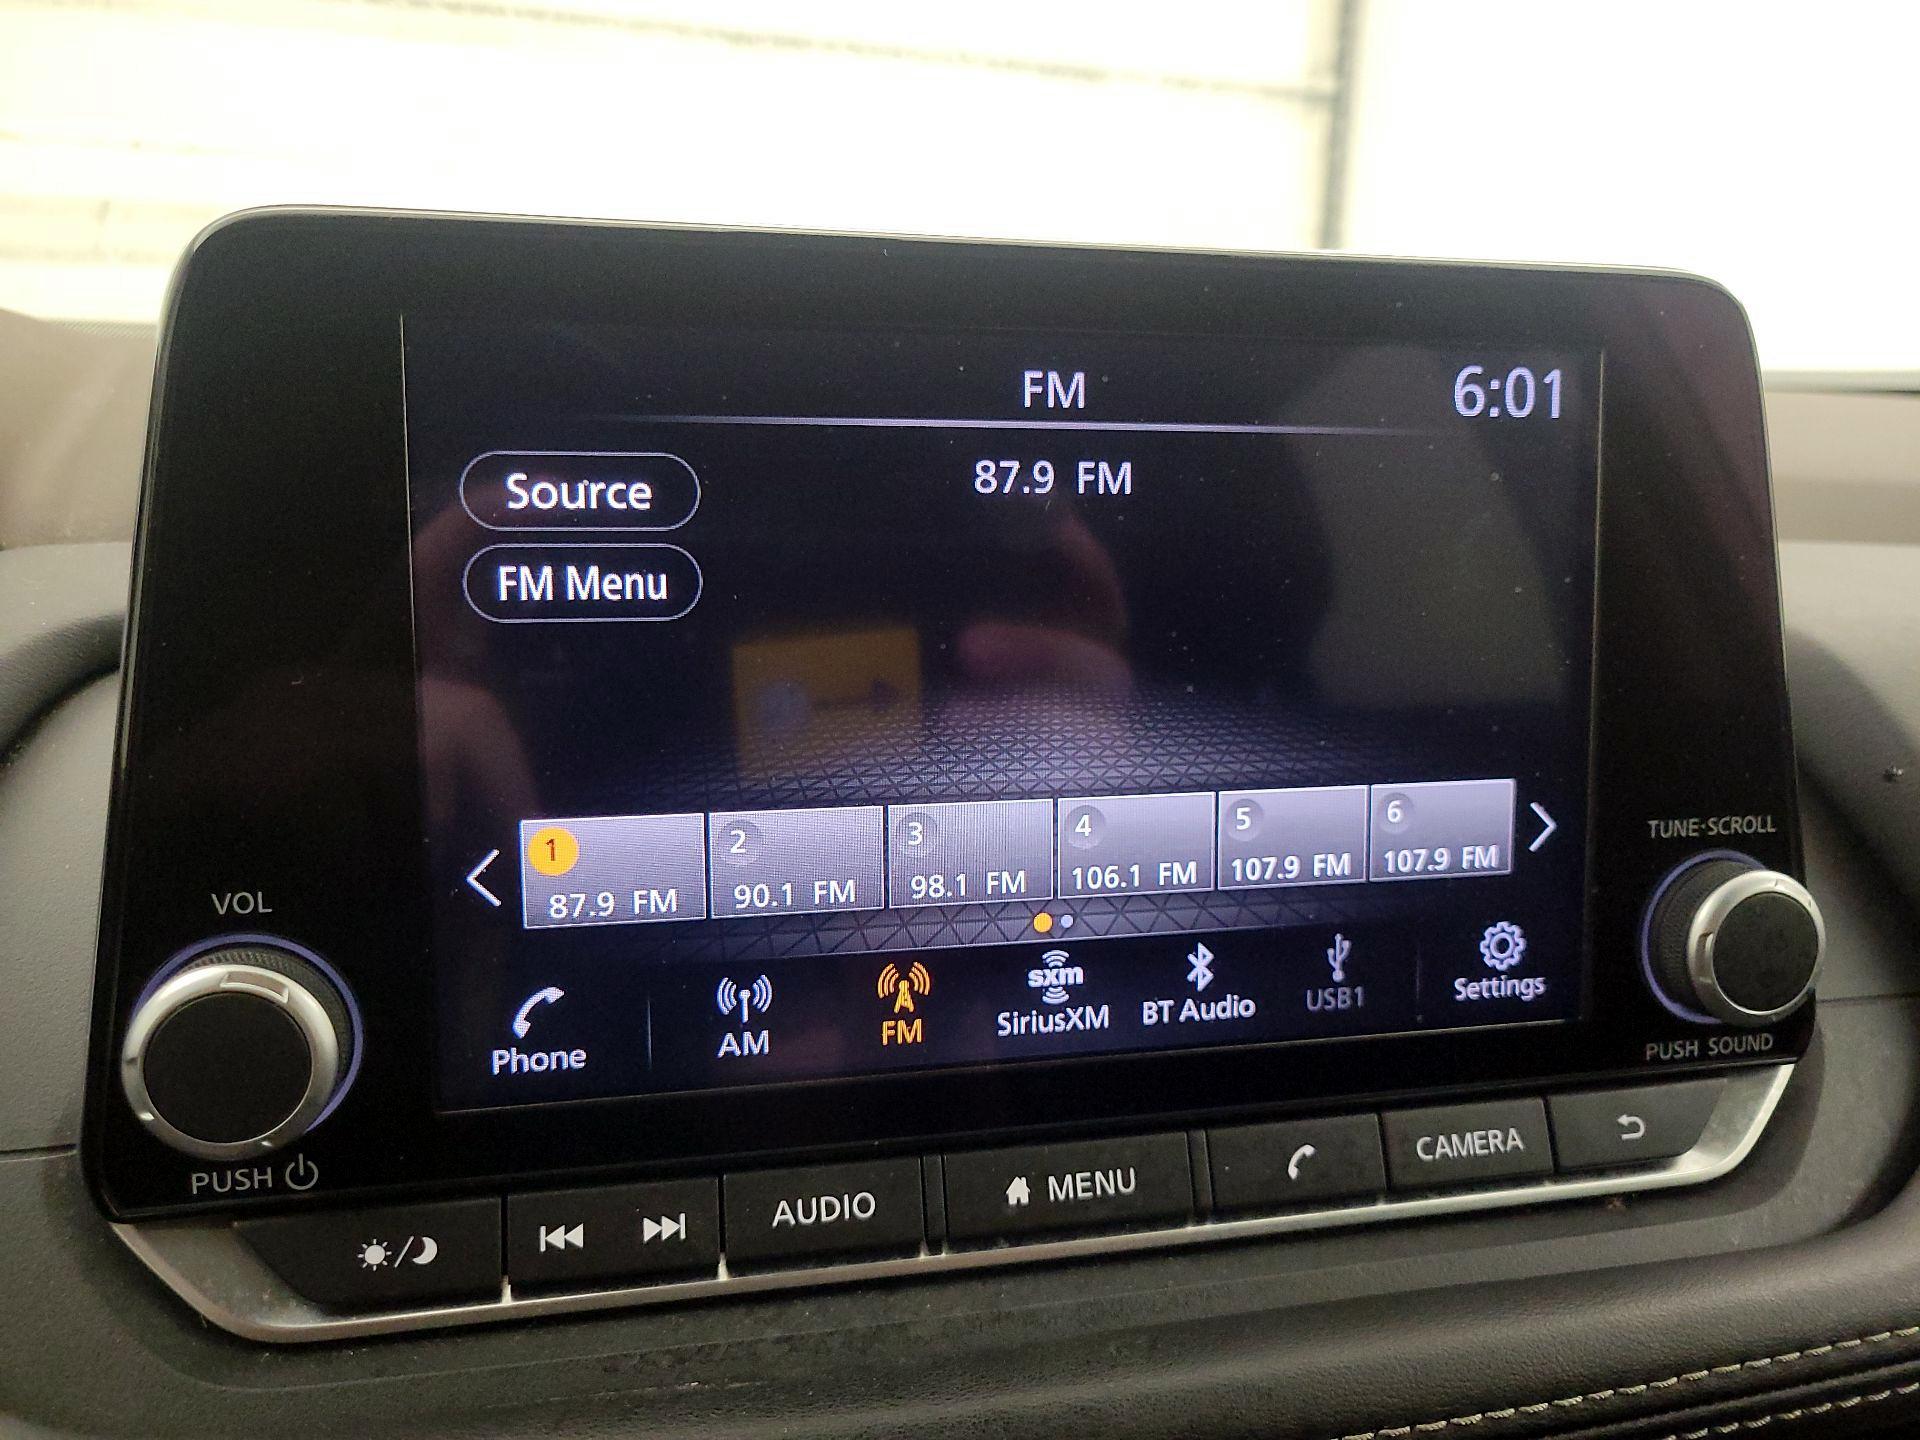 FM
6:01
Source
87.9 FM
FM Menu
1
87.9 FM
2
90.1 FM
3
98.1 FM
4
106.1 FM
5
107.9 FM
6
107.9 FM
Phone
AM
FM
sxm
SiriusXM
BT Audio
USB1
Settings
VOL
PUSH
TUNE·SCROLL
PUSH SOUND
AUDIO
MENU
CAMERA